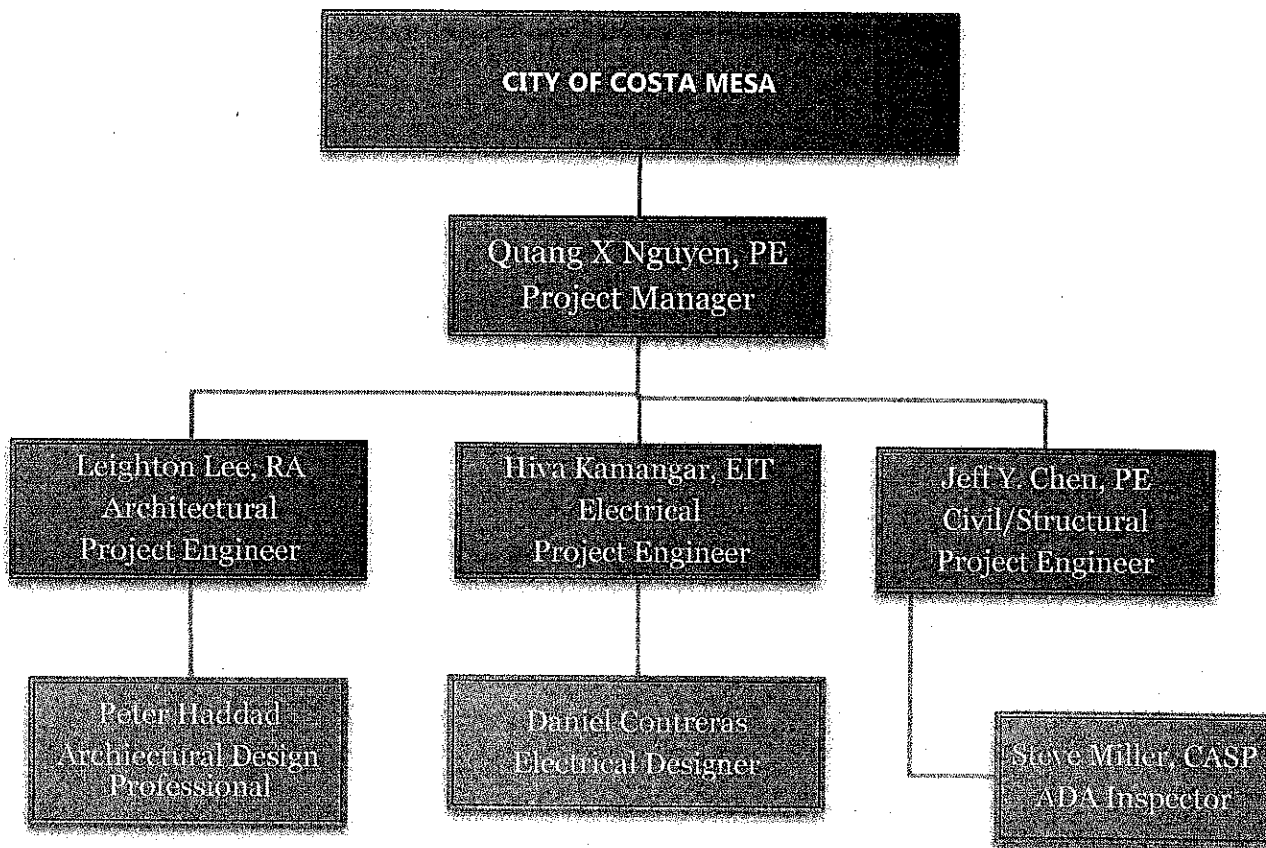 CITY OF COSTA MESA
Quang X Nguyen, PE
Project Manager
Leighton Lee, RA
Architectural
Project Engineer
Hiva Kamangar, EIT
Electrical
Project Engineer
Jeff Y. Chen, PE
Civil/Structural
Project Engineer
Peter Haddad
Architectural Design
Professional
Daniel Contreras
Electrical Designer
Steve Miller, CASP
ADA Inspector